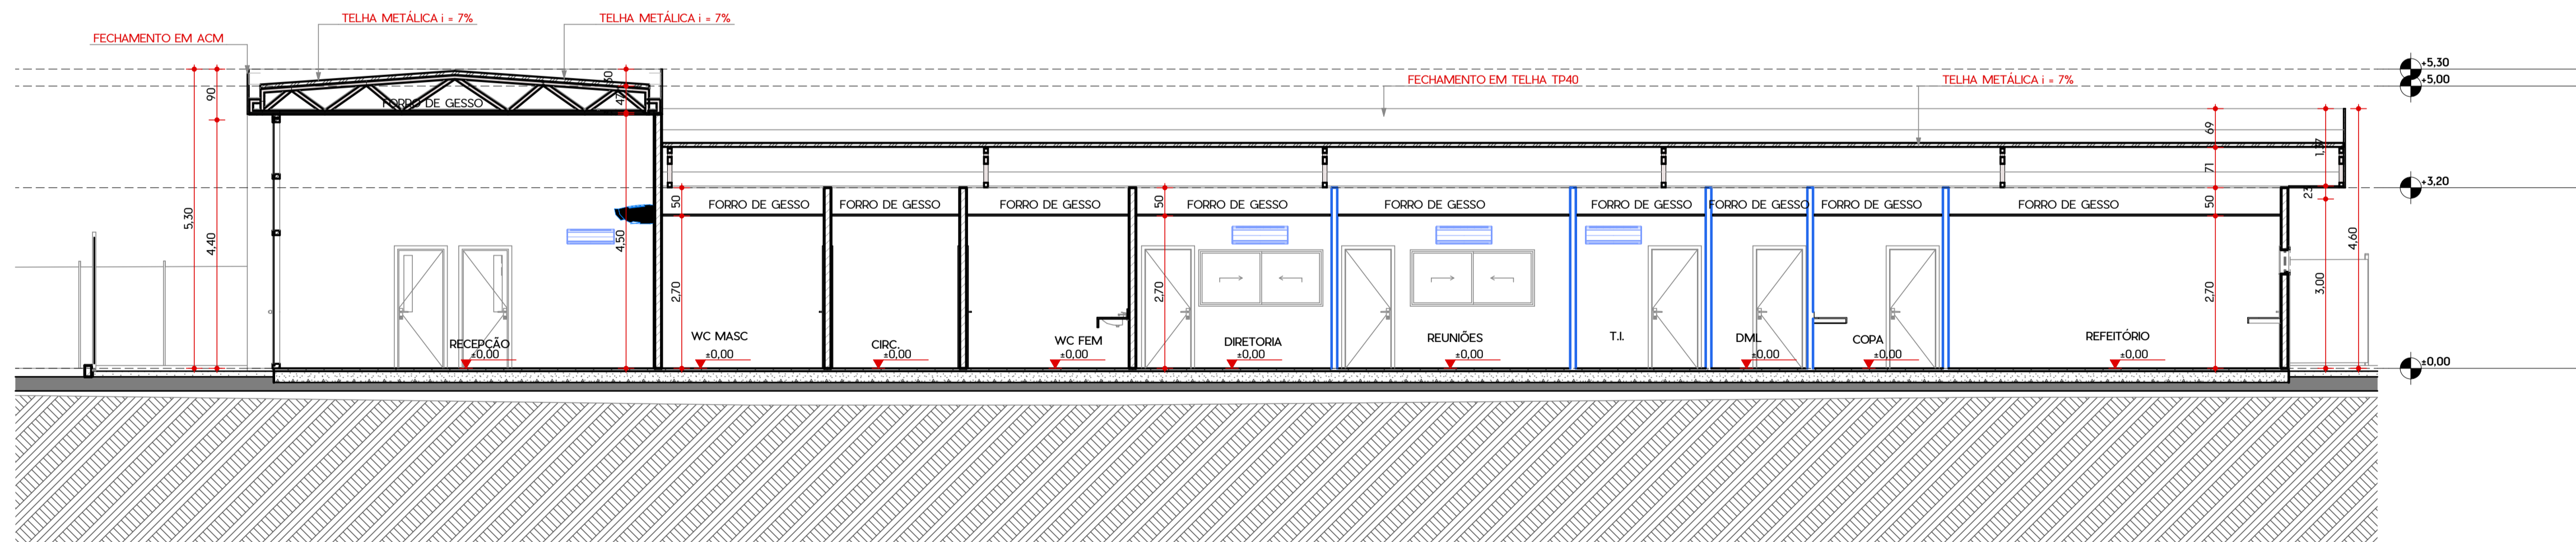 TELHA METÁLICA i = 7%
TELHA METÁLICA i = 7%
FECHAMENTO EM ACM
FECHAMENTO EM TELHA TP40
TELHA METÁLICA i = 7%
+5,30
+5,00
+3,20
±0,00
90
5,30
4,40
FORRO DE GESSO
47
4,50
50
2,70
FORRO DE GESSO
FORRO DE GESSO
FORRO DE GESSO
50
2,70
FORRO DE GESSO
FORRO DE GESSO
FORRO DE GESSO
FORRO DE GESSO
FORRO DE GESSO
FORRO DE GESSO
69
71
50
2,70
1,37
23
3,00
4,60
RECEPÇÃO
±0,00
WC MASC
±0,00
CIRC.
±0,00
WC FEM
±0,00
DIRETORIA
±0,00
REUNIÕES
±0,00
T.I.
DML
±0,00
COPA
±0,00
REFEITÓRIO
±0,00